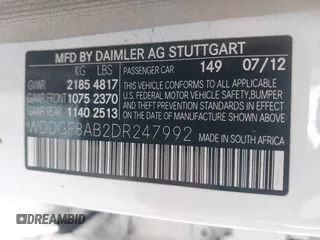 MFD BY DAIMLER AG STUTTGART
KG LBS PASSENGER CAR 149 07/12
GVWR 2185 4817
GAWR FRONT 1075 2370
GAWR REAR 1140 2513
WDDGF8AB2DR247992
MADE IN SOUTH AFRICA
THIS VEHICLE CONFORMS TO ALL APPLICABLE U.S. FEDERAL MOTOR VEHICLE SAFETY, BUMPER, AND THEFT PREVENTION STANDARDS IN EFFECT ON THE DATE OF MANUFACTURE SHOWN ABOVE.
WREDBIDDING.COM